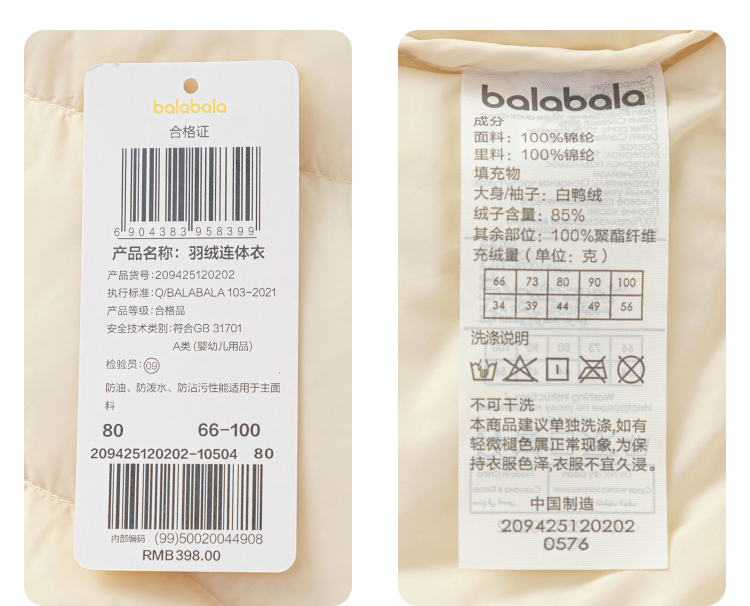 balabala
合格证
6 904383 958399
产品名称：羽绒连体衣
产品货号:209425120202
执行标准:Q/BALABALA 103-2021
产品等级:合格品
安全技术类别:符合GB 31701
A类 (婴幼儿用品)
检验员:09
防油、防泼水、防沾污性能适用于主面
料
80 66-100
209425120202-10504 80
内部编码 (99)50020044908
RMB398.00
balabala
成分
面料：100%锦纶
里料：100%锦纶
填充物
大身/袖子：白鸭绒
绒子含量：85%
其余部位：100%聚酯纤维
充绒量（单位：克）
66 73 80 90 100
34 39 44 49 56
洗涤说明
不可干洗
本商品建议单独洗涤,如有
轻微褪色属正常现象,为保
持衣服色泽,衣服不宜久浸。
中国制造
209425120202
0576